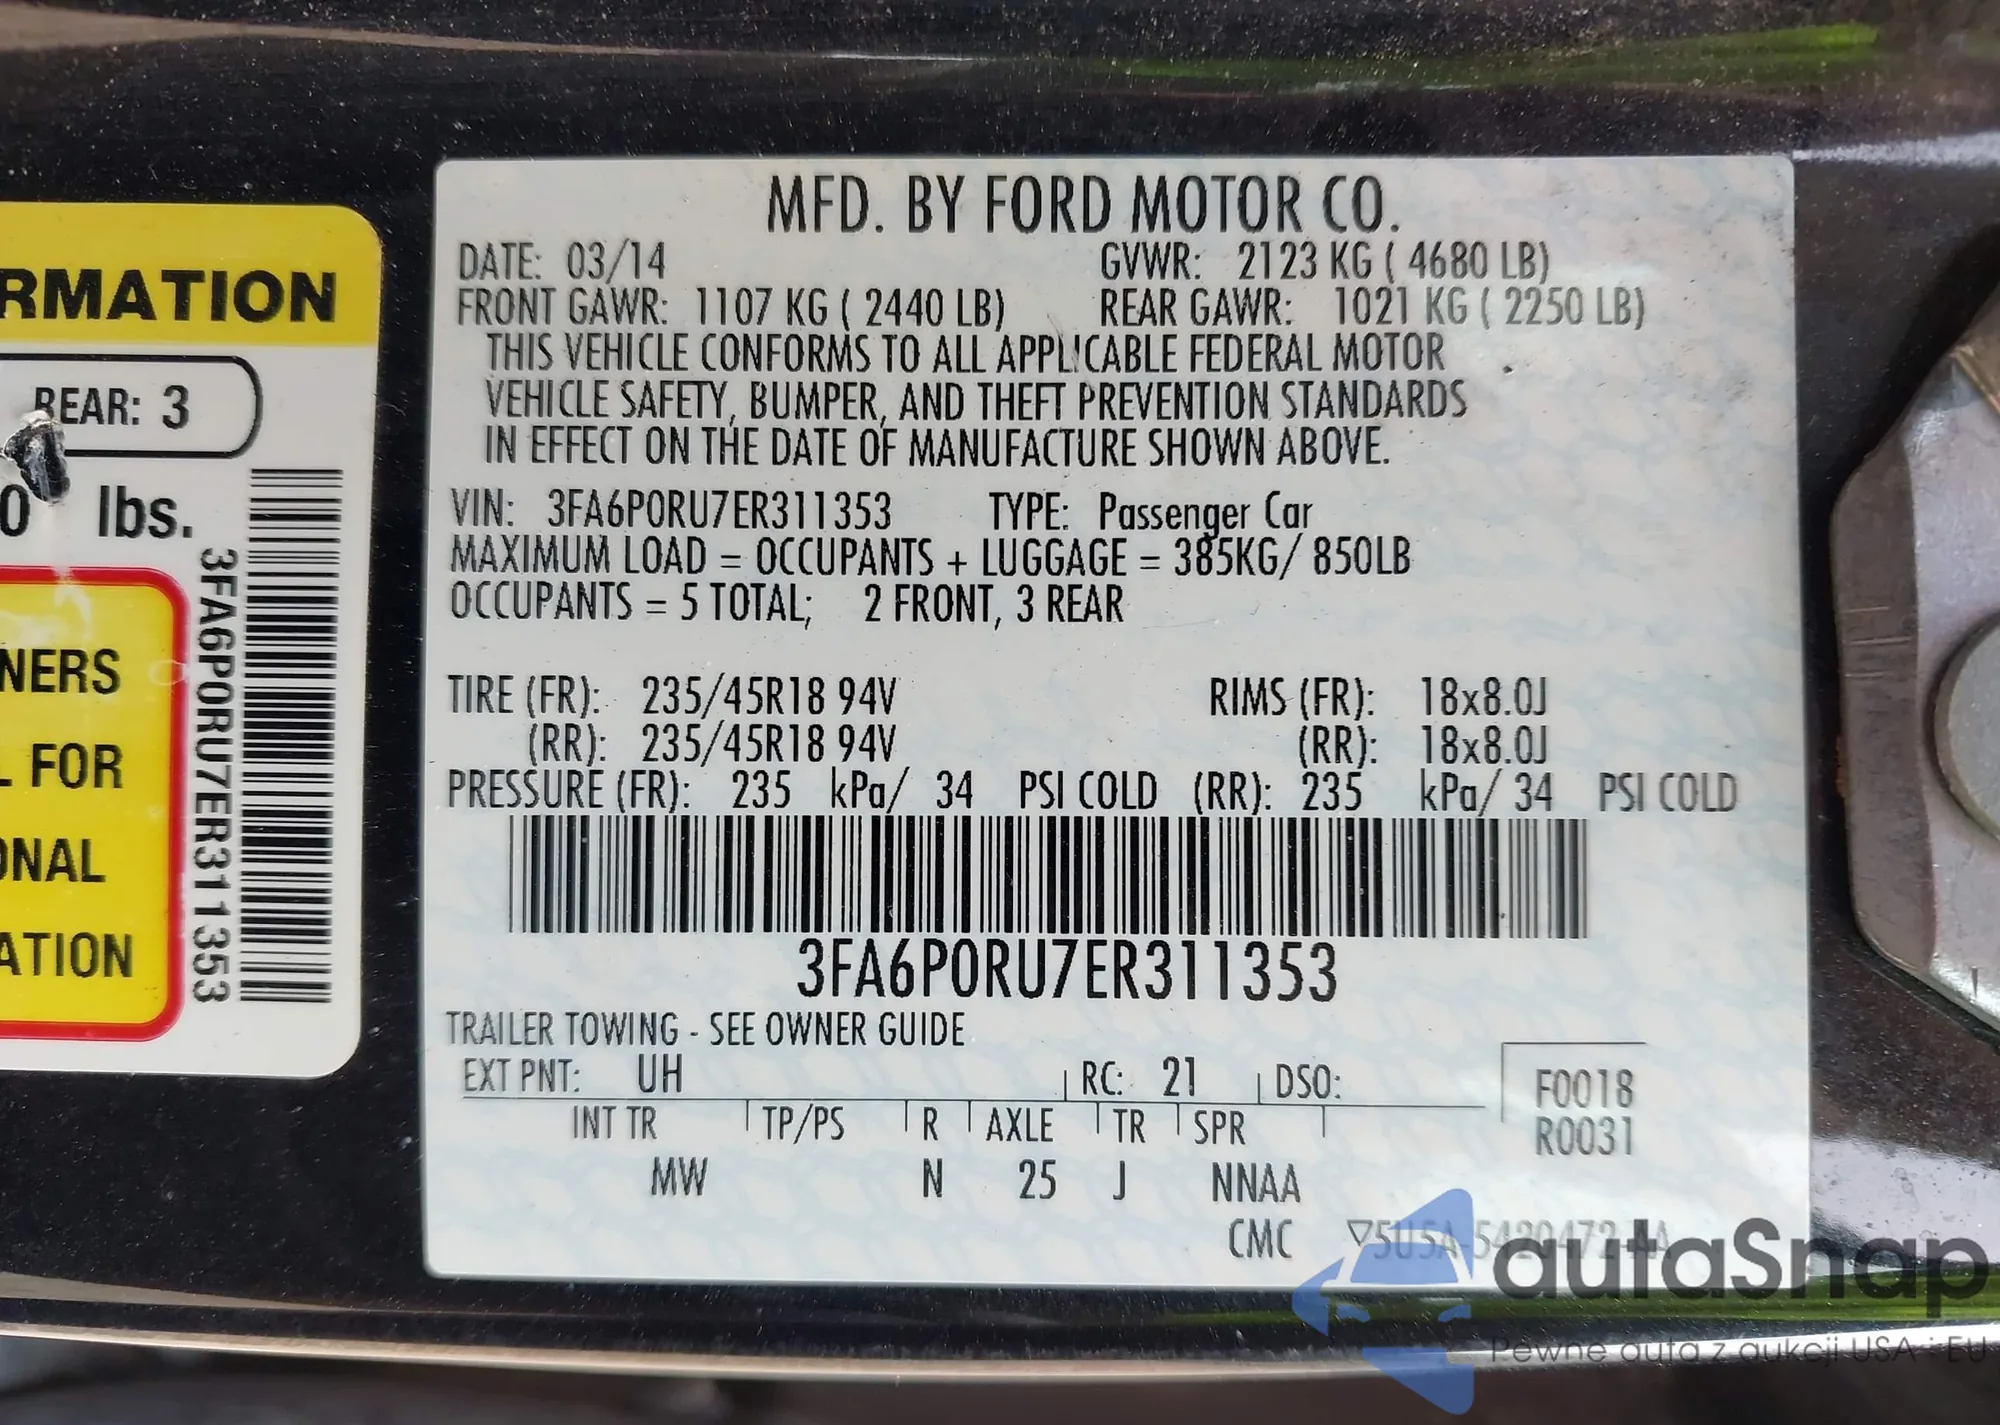 RMATION
REAR: 3
0 lbs.
NERS
L FOR
ONAL
ATION
3FA6P0RU7ER311353
MFD. BY FORD MOTOR CO.
DATE: 03/14 GVWR: 2123 KG ( 4680 LB)
FRONT GAWR: 1107 KG ( 2440 LB) REAR GAWR: 1021 KG ( 2250 LB)
THIS VEHICLE CONFORMS TO ALL APPLICABLE FEDERAL MOTOR
VEHICLE SAFETY, BUMPER, AND THEFT PREVENTION STANDARDS
IN EFFECT ON THE DATE OF MANUFACTURE SHOWN ABOVE.
VIN: 3FA6P0RU7ER311353 TYPE: Passenger Car
MAXIMUM LOAD = OCCUPANTS + LUGGAGE = 385KG/ 850LB
OCCUPANTS = 5 TOTAL; 2 FRONT, 3 REAR
TIRE (FR): 235/45R18 94V RIMS (FR): 18x8.0J
(RR): 235/45R18 94V (RR): 18x8.0J
PRESSURE (FR): 235 kPa/ 34 PSI COLD (RR): 235 kPa/ 34 PSI COLD
3FA6P0RU7ER311353
TRAILER TOWING - SEE OWNER GUIDE
EXT PNT: UH RC: 21 DSO:
F0018
R0031
INT TR TP/PS R AXLE TR SPR
MW N 25 J NNAA
CMC
autaSnap
Pewne auta z aukcji USA i EU